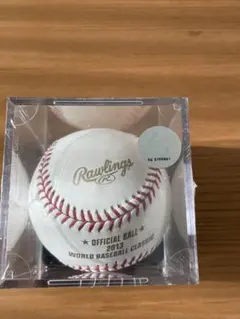 Rawlings
★ OFFICIAL BALL ★
2013
WORLD BASEBALL CLASSIC